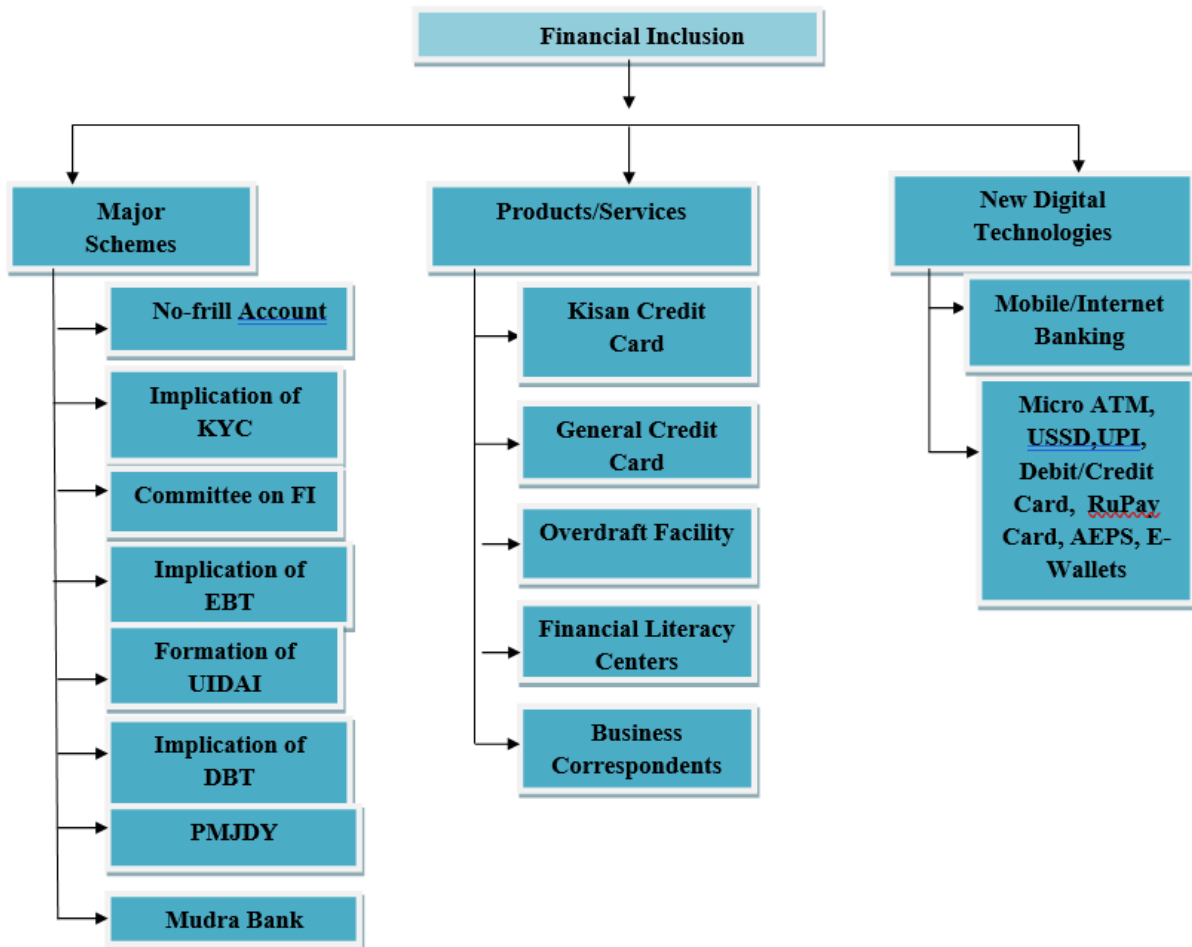 Financial Inclusion
Major
Schemes
No-frill Account
Implication of
KYC
Committee on FI
Implication of
EBT
Formation of
UIDAI
Implication of
DBT
PMJDY
Mudra Bank
Products/Services
Kisan Credit
Card
General Credit
Card
Overdraft Facility
Financial Literacy
Centers
Business
Correspondents
New Digital
Technologies
Mobile/Internet
Banking
Micro ATM,
USSD,UPI,
Debit/Credit
Card, RuPay
Card, AEPS, E-
Wallets